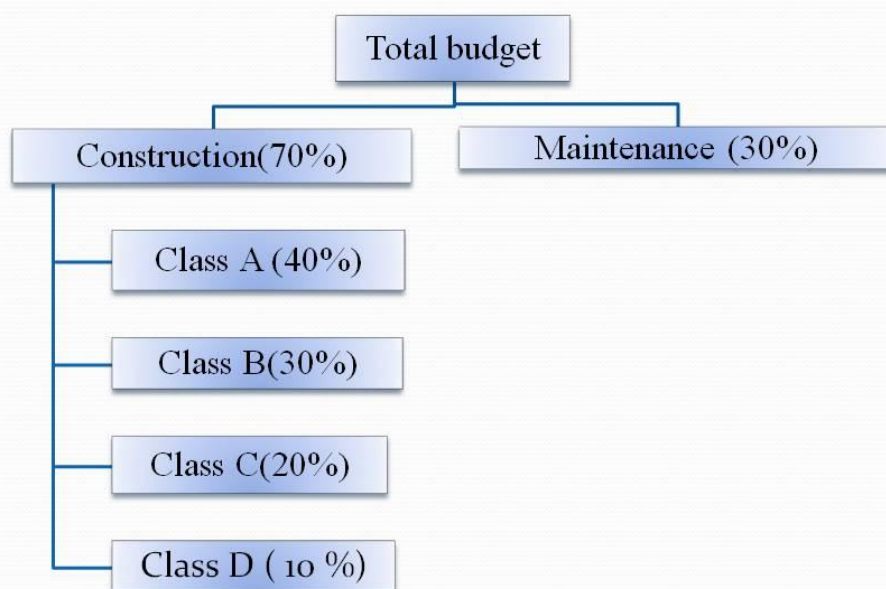 Total budget
Construction(70%)
Maintenance (30%)
Class A (40%)
Class B(30%)
Class C(20%)
Class D ( 10 %)